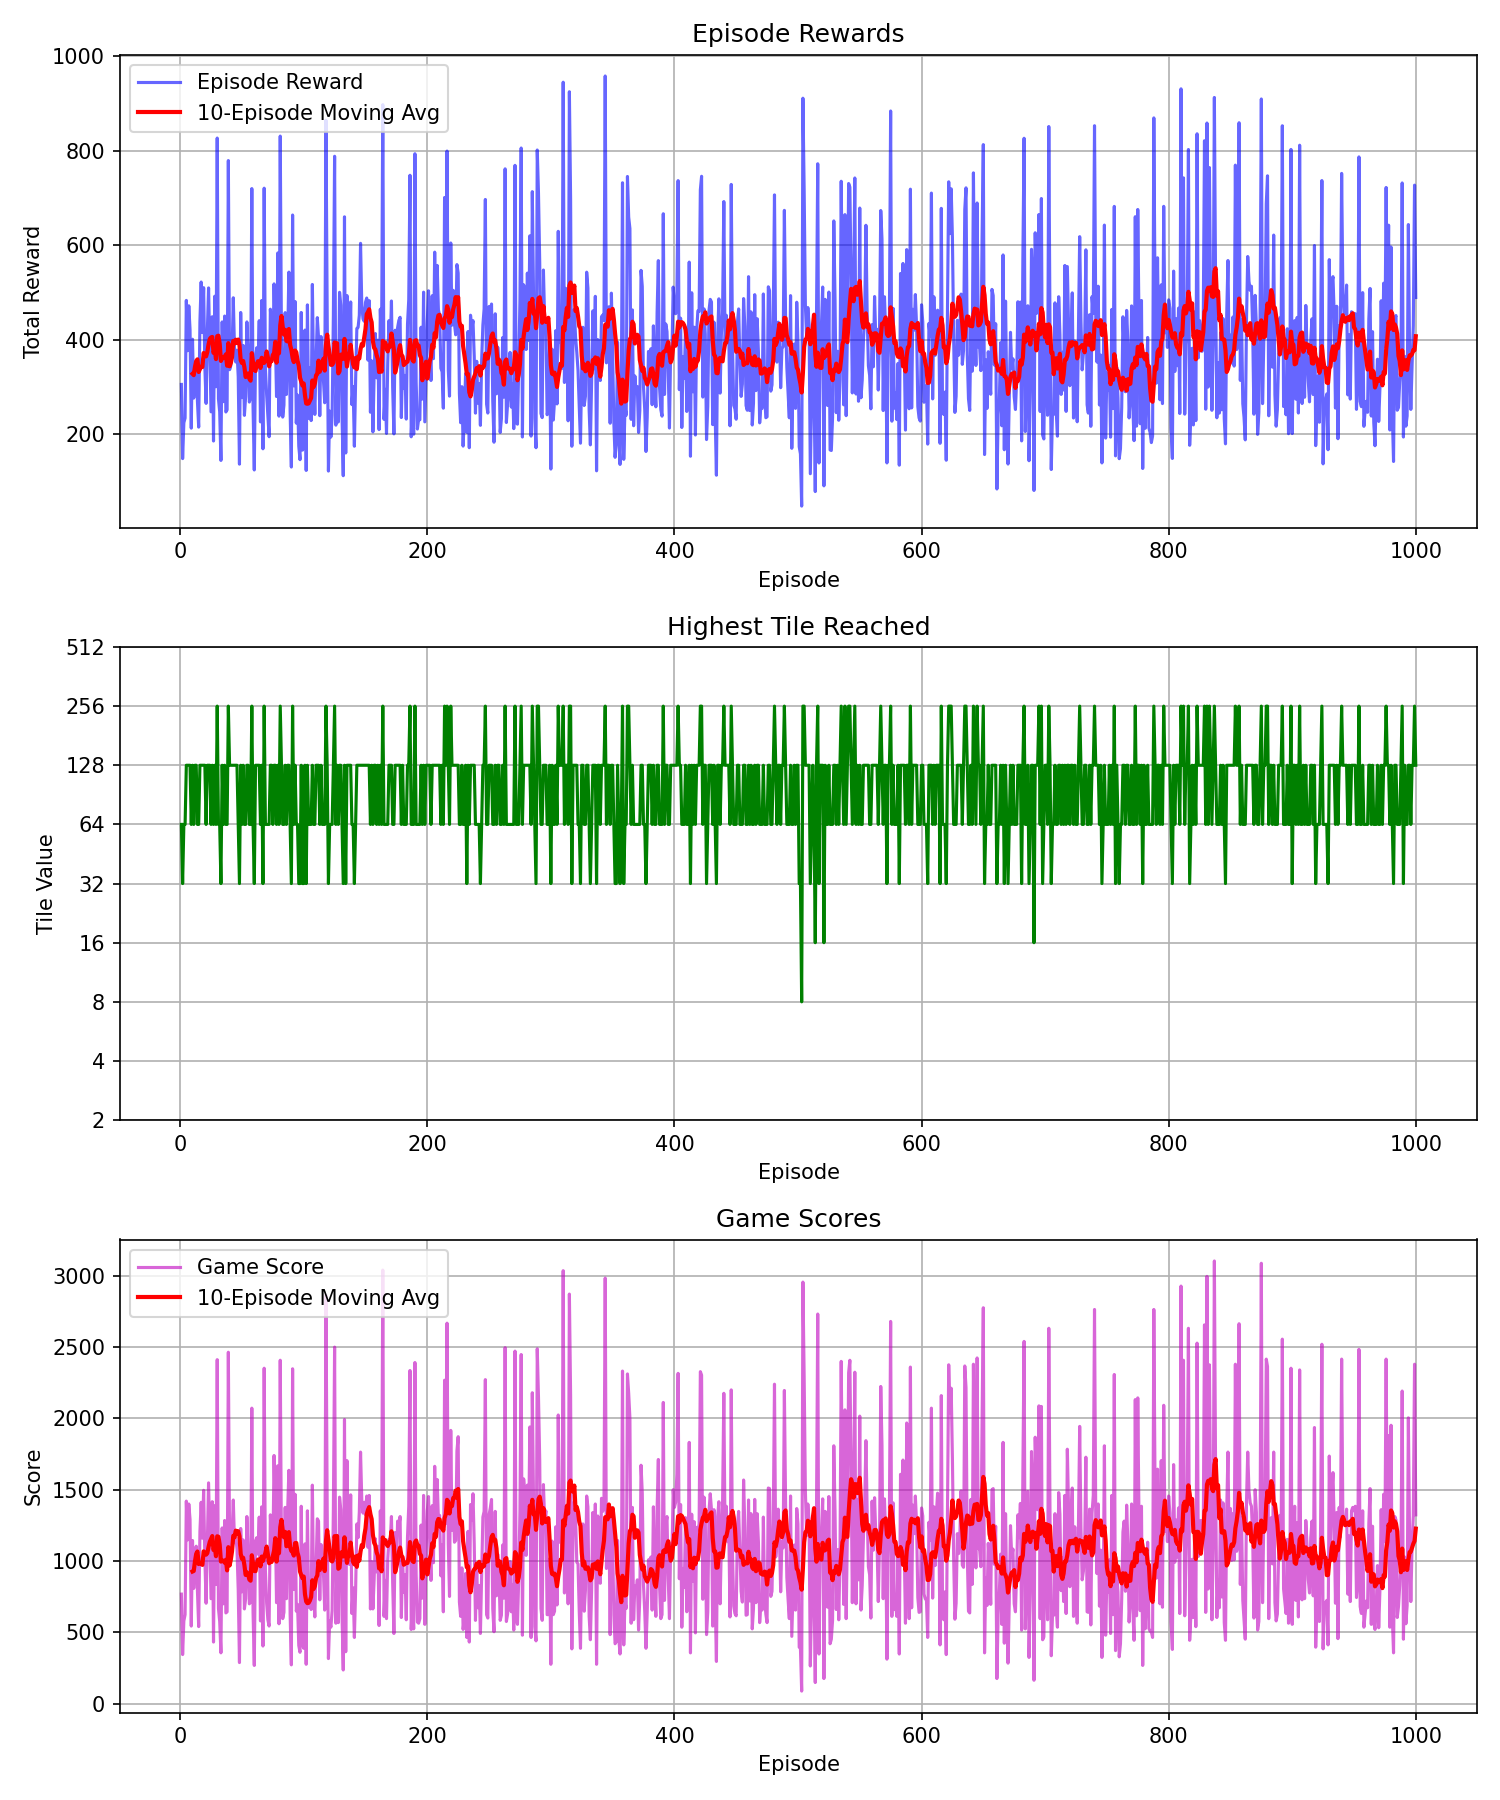 Episode Rewards
1000
800
600
400
200
Total Reward
Episode Reward
10-Episode Moving Avg
0 200 400 600 800 1000
Episode
Highest Tile Reached
512
256
128
64
32
16
8
4
2
Tile Value
0 200 400 600 800 1000
Episode
Game Scores
3000
2500
2000
1500
1000
500
0
Score
Game Score
10-Episode Moving Avg
0 200 400 600 800 1000
Episode